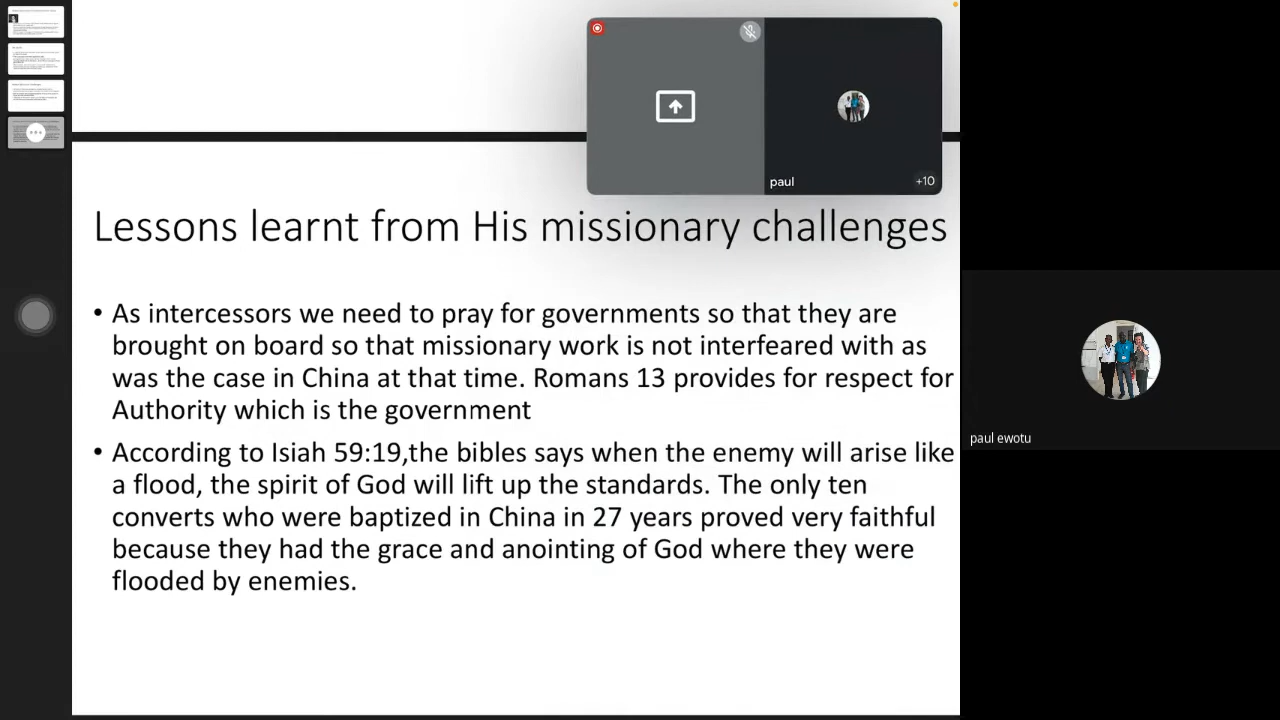 paul
+10
Lessons learnt from His missionary challenges
• As intercessors we need to pray for governments so that they are
brought on board so that missionary work is not interfeared with as
was the case in China at that time. Romans 13 provides for respect for
Authority which is the government
• According to Isiah 59:19,the bibles says when the enemy will arise like
a flood, the spirit of God will lift up the standards. The only ten
converts who were baptized in China in 27 years proved very faithful
because they had the grace and anointing of God where they were
flooded by enemies.
paul ewotu